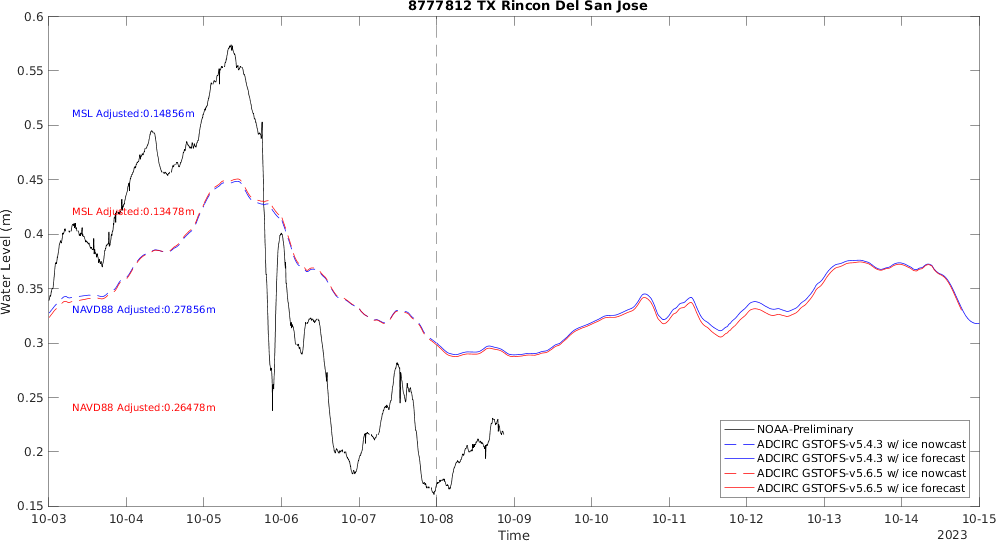 8777812 TX Rincon Del San Jose
Water Level (m)
0.6
0.55
0.5
0.45
0.4
0.35
0.3
0.25
0.2
0.15
MSL Adjusted:0.14856m
MSL Adjusted:0.13478m
NAVD88 Adjusted:0.27856m
NAVD88 Adjusted:0.26478m
NOAA-Preliminary
ADCIRC GSTOFS-v5.4.3 w/ ice nowcast
ADCIRC GSTOFS-v5.4.3 w/ ice forecast
ADCIRC GSTOFS-v5.6.5 w/ ice nowcast
ADCIRC GSTOFS-v5.6.5 w/ ice forecast
10-03 10-04 10-05 10-06 10-07 10-08 10-09 10-10 10-11 10-12 10-13 10-14 10-15
Time
2023